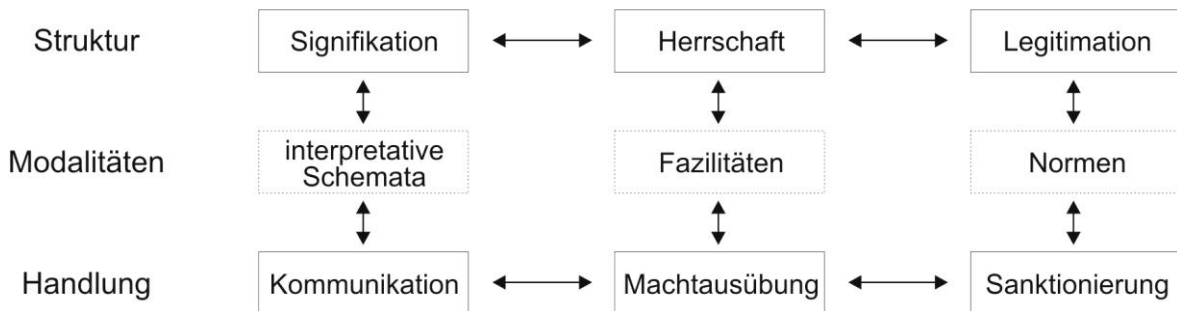 Struktur
Signifikation
Herrschaft
Legitimation
Modalitäten
interpretative
Schemata
Fazilitäten
Normen
Handlung
Kommunikation
Machtausübung
Sanktionierung